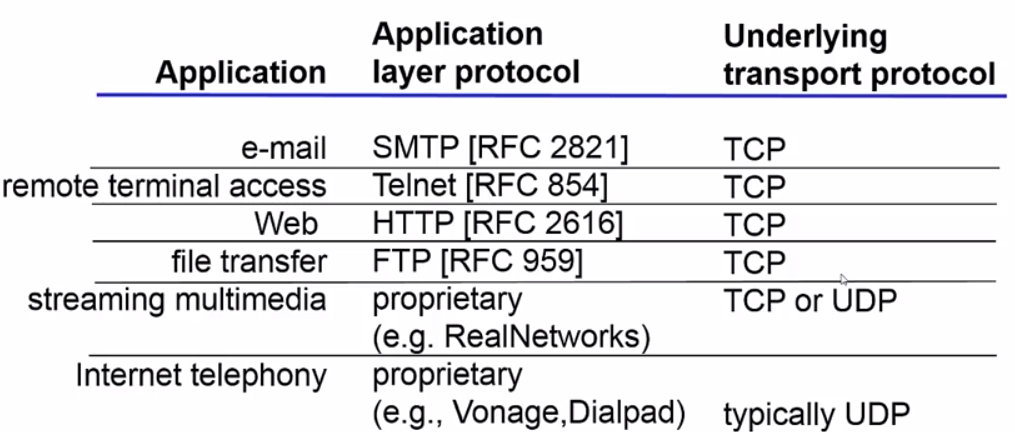 Application Application layer protocol Underlying transport protocol
e-mail SMTP [RFC 2821] TCP
remote terminal access Telnet [RFC 854] TCP
Web HTTP [RFC 2616] TCP
file transfer FTP [RFC 959] TCP
streaming multimedia proprietary TCP or UDP
(e.g. RealNetworks)
Internet telephony proprietary
(e.g., Vonage,Dialpad) typically UDP